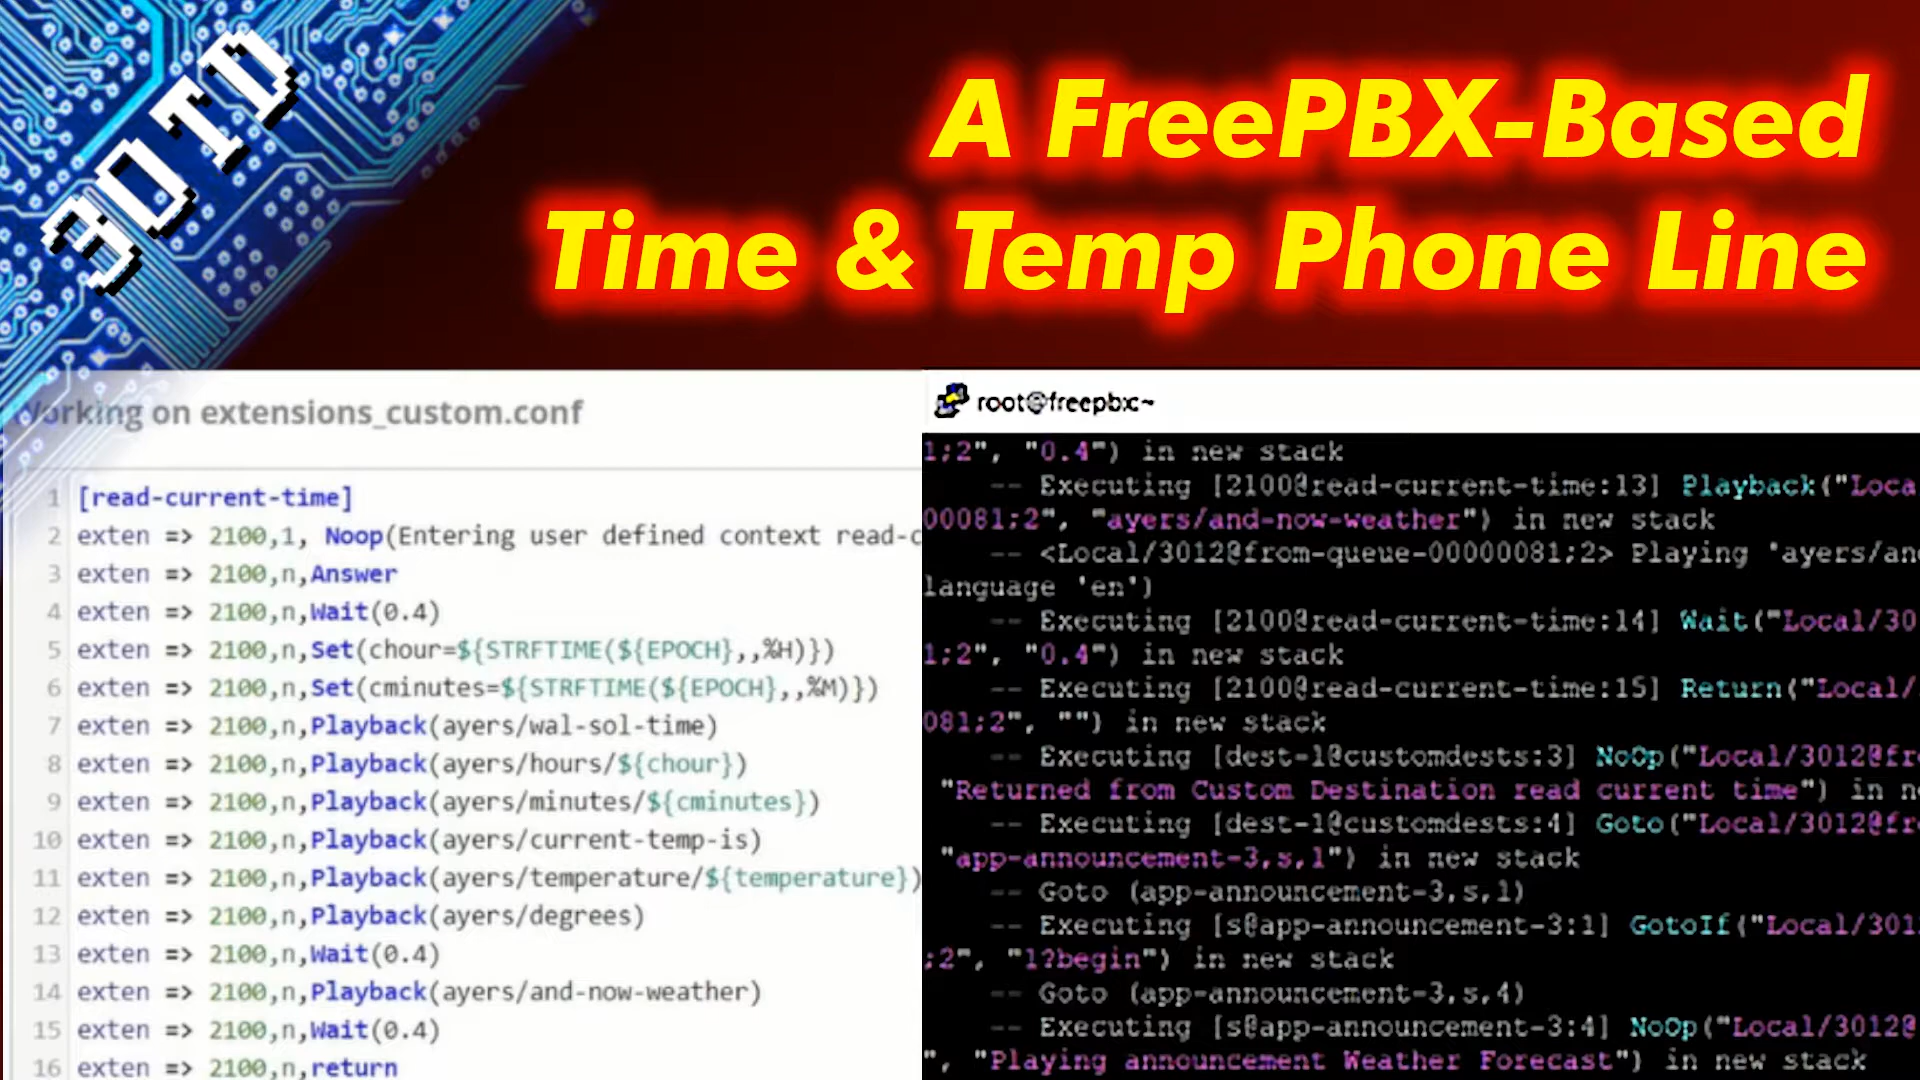 3OTD
A FreePBX-Based
Time & Temp Phone Line
Working on extensions_custom.conf
1 [read-current-time]
2 exten => 2100,1, Noop(Entering user defined context read-c
3 exten => 2100,n,Answer
4 exten => 2100,n,Wait(0.4)
5 exten => 2100,n,Set(chour=${STRFTIME(${EPOCH},,%H)})
6 exten => 2100,n,Set(cminutes=${STRFTIME(${EPOCH},,%M)})
7 exten => 2100,n,Playback(ayers/wal-sol-time)
8 exten => 2100,n,Playback(ayers/hours/${chour})
9 exten => 2100,n,Playback(ayers/minutes/${cminutes})
10 exten => 2100,n,Playback(ayers/current-temp-is)
11 exten => 2100,n,Playback(ayers/temperature/${temperature})
12 exten => 2100,n,Playback(ayers/degrees)
13 exten => 2100,n,Wait(0.4)
14 exten => 2100,n,Playback(ayers/and-now-weather)
15 exten => 2100,n,Wait(0.4)
16 exten => 2100,n,return
root@freepbx:~
1;2", "0.4") in new stack
-- Executing [2100@read-current-time:13] Playback("Loca
00081;2", "ayers/and-now-weather") in new stack
-- <Local/3012@from-queue-00000081;2> Playing 'ayers/an
language 'en')
-- Executing [2100@read-current-time:14] Wait("Local/30
1;2", "0.4") in new stack
-- Executing [2100@read-current-time:15] Return("Local/
081;2", "") in new stack
-- Executing [dest-1@customdests:3] NoOp("Local/3012@fr
"Returned from Custom Destination read current time") in n
-- Executing [dest-1@customdests:4] Goto("Local/3012@fr
"app-announcement-3,s,1") in new stack
-- Goto (app-announcement-3,s,1)
-- Executing [s@app-announcement-3:1] GotoIf("Local/301
;2", "1?begin") in new stack
-- Goto (app-announcement-3,s,4)
-- Executing [s@app-announcement-3:4] NoOp("Local/3012@
", "Playing announcement Weather Forecast") in new stack